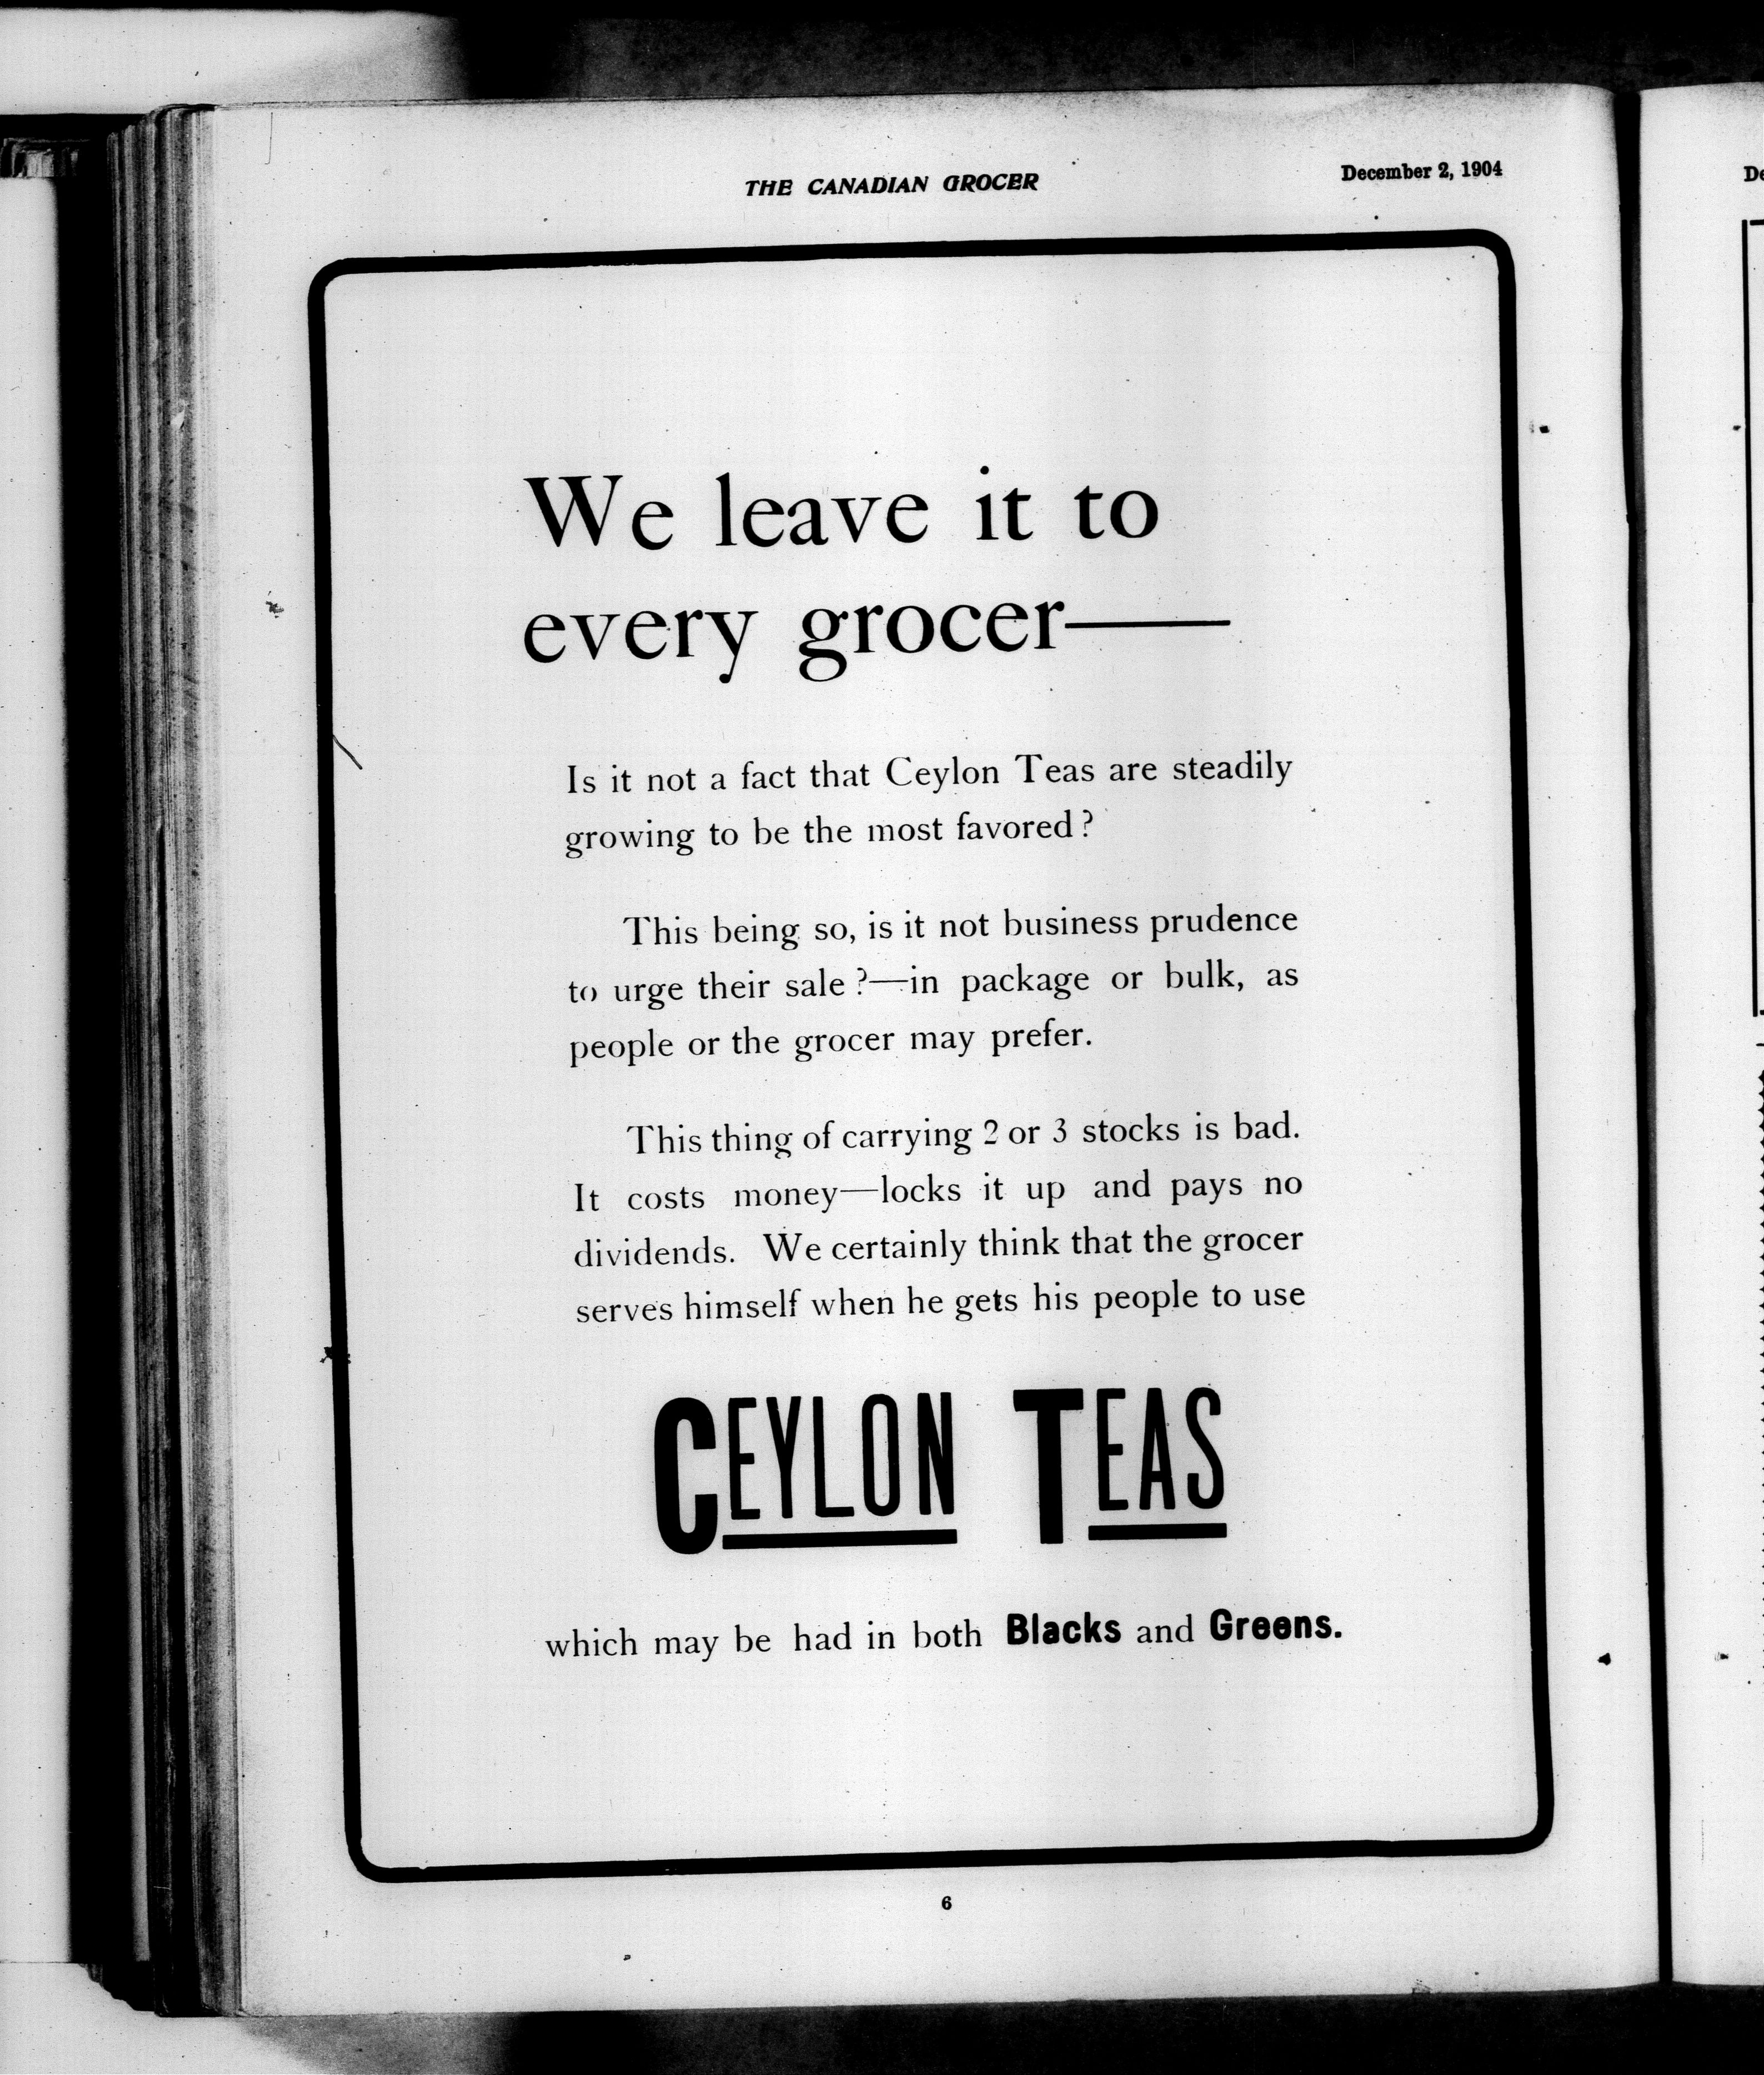 THE CANADIAN GROCER
December 2, 1904
We leave it to
every grocer——
Is it not a fact that Ceylon Teas are steadily
growing to be the most favored?
This being so, is it not business prudence
to urge their sale?—in package or bulk, as
people or the grocer may prefer.
This thing of carrying 2 or 3 stocks is bad.
It costs money—locks it up and pays no
dividends. We certainly think that the grocer
serves himself when he gets his people to use
CEYLON TEAS
which may be had in both Blacks and Greens.
6